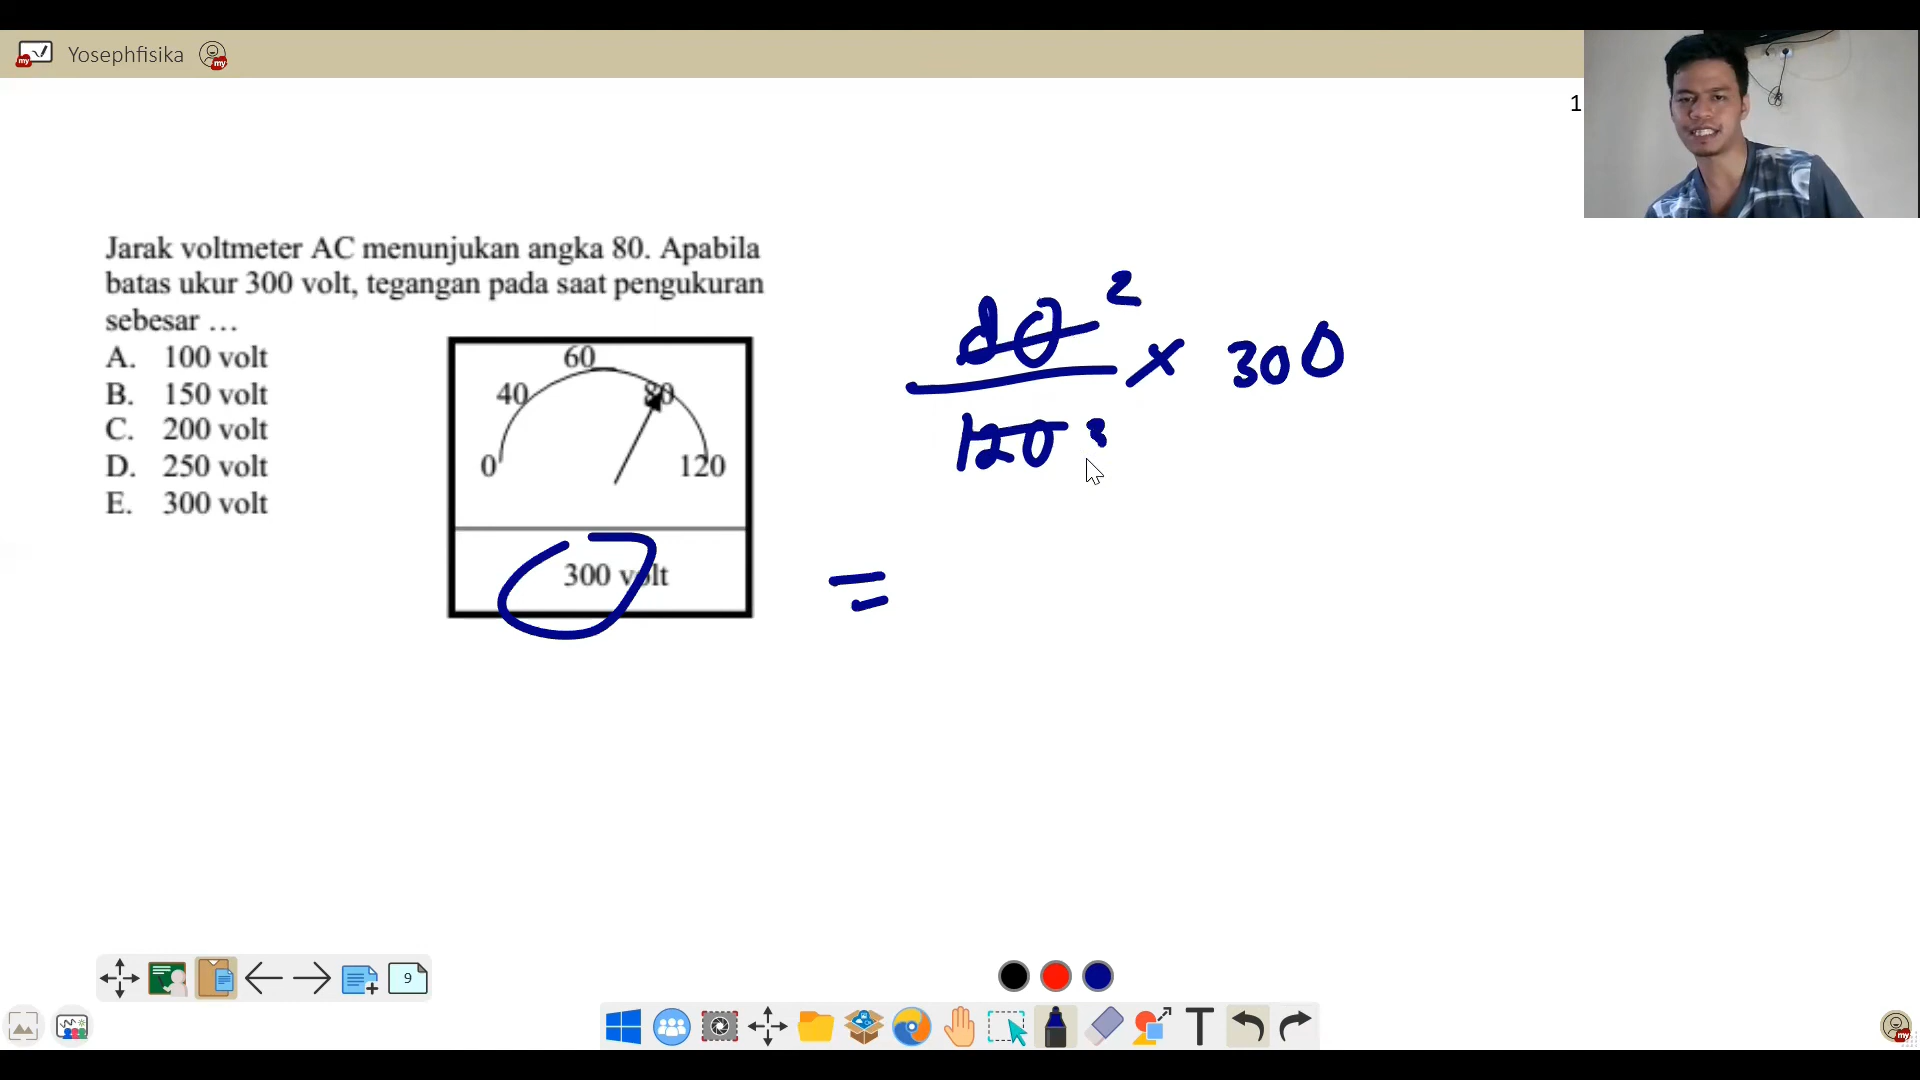 Yosephfisika
1
Jarak voltmeter AC menunjukan angka 80. Apabila
batas ukur 300 volt, tegangan pada saat pengukuran
sebesar …
A. 100 volt
B. 150 volt
C. 200 volt
D. 250 volt
E. 300 volt
60
40 80
0 120
300 volt
80 2
120 3
× 300
=
9
T